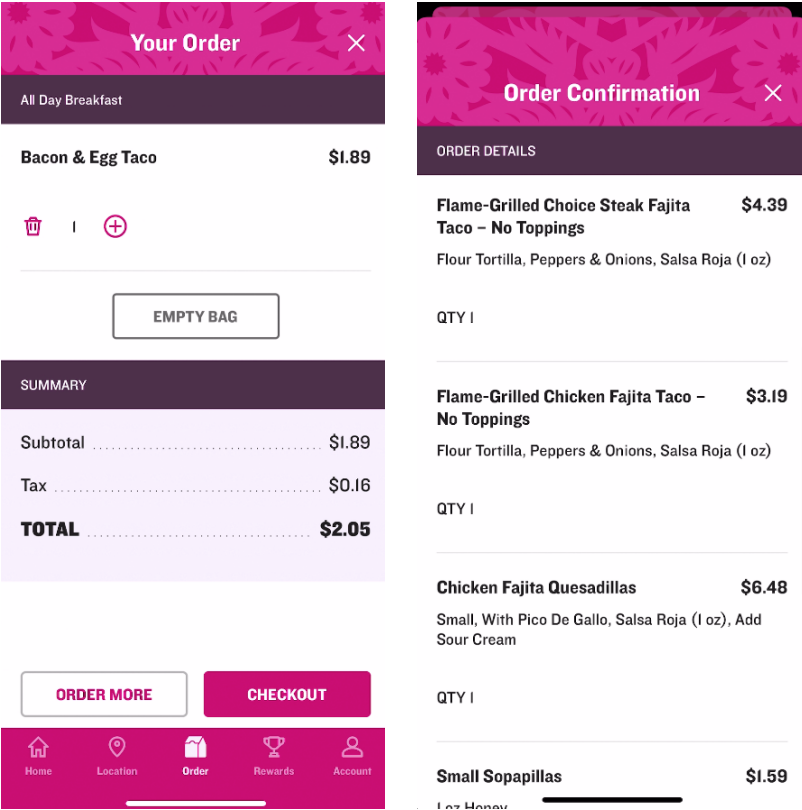 Your Order
All Day Breakfast
Bacon & Egg Taco $1.89
1
EMPTY BAG
SUMMARY
Subtotal $1.89
Tax $0.16
TOTAL $2.05
ORDER MORE CHECKOUT
Home Location Order Rewards Account
Order Confirmation
ORDER DETAILS
Flame-Grilled Choice Steak Fajita $4.39
Taco – No Toppings
Flour Tortilla, Peppers & Onions, Salsa Roja (1 oz)
QTY 1
Flame-Grilled Chicken Fajita Taco – $3.19
No Toppings
Flour Tortilla, Peppers & Onions, Salsa Roja (1 oz)
QTY 1
Chicken Fajita Quesadillas $6.48
Small, With Pico De Gallo, Salsa Roja (1 oz), Add
Sour Cream
QTY 1
Small Sopapillas $1.59
1 oz Honey